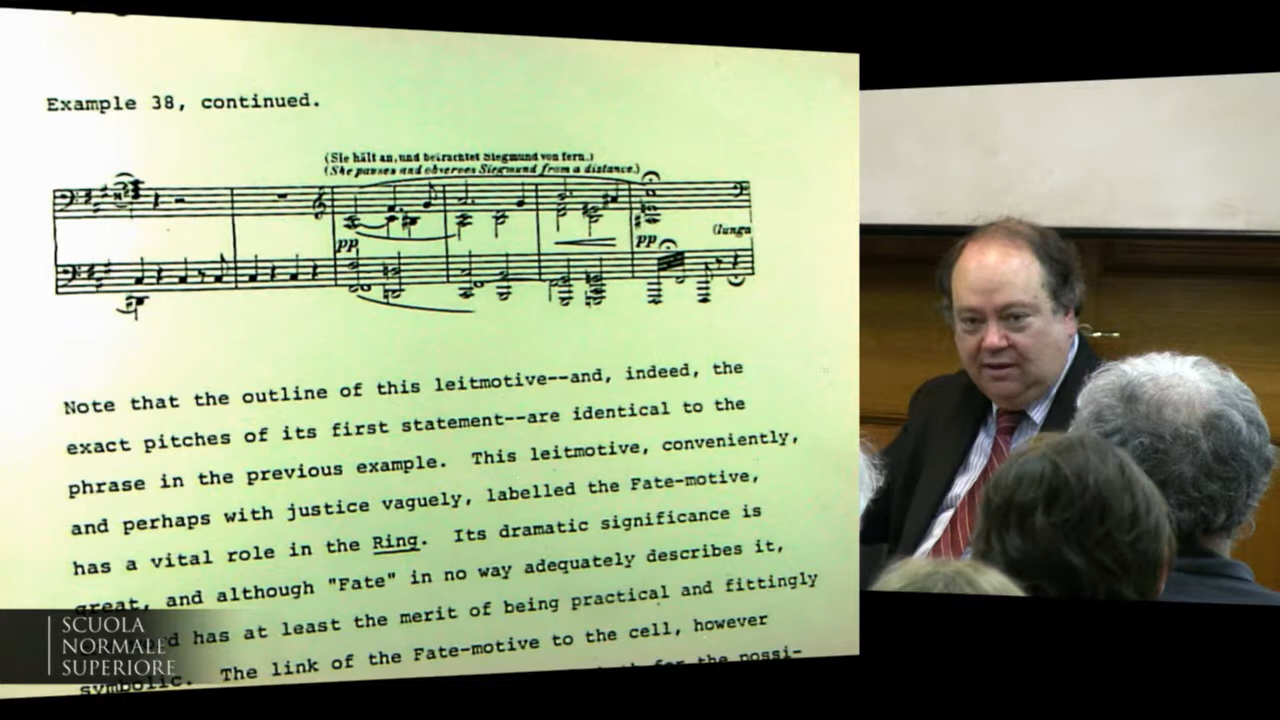 Example 38, continued.
(Sie hält an, und betrachtet Siegmund von fern.)
(She pauses and observes Siegmund from a distance.)
pp
pp
(lunga
Note that the outline of this leitmotive--and, indeed, the
exact pitches of its first statement--are identical to the
phrase in the previous example. This leitmotive, conveniently,
and perhaps with justice vaguely, labelled the Fate-motive,
has a vital role in the Ring. Its dramatic significance is
great, and although "Fate" in no way adequately describes it,
has at least the merit of being practical and fittingly
symbolic. The link of the Fate-motive to the cell, however
for the possi-
SCUOLA
NORMALE
SUPERIORE